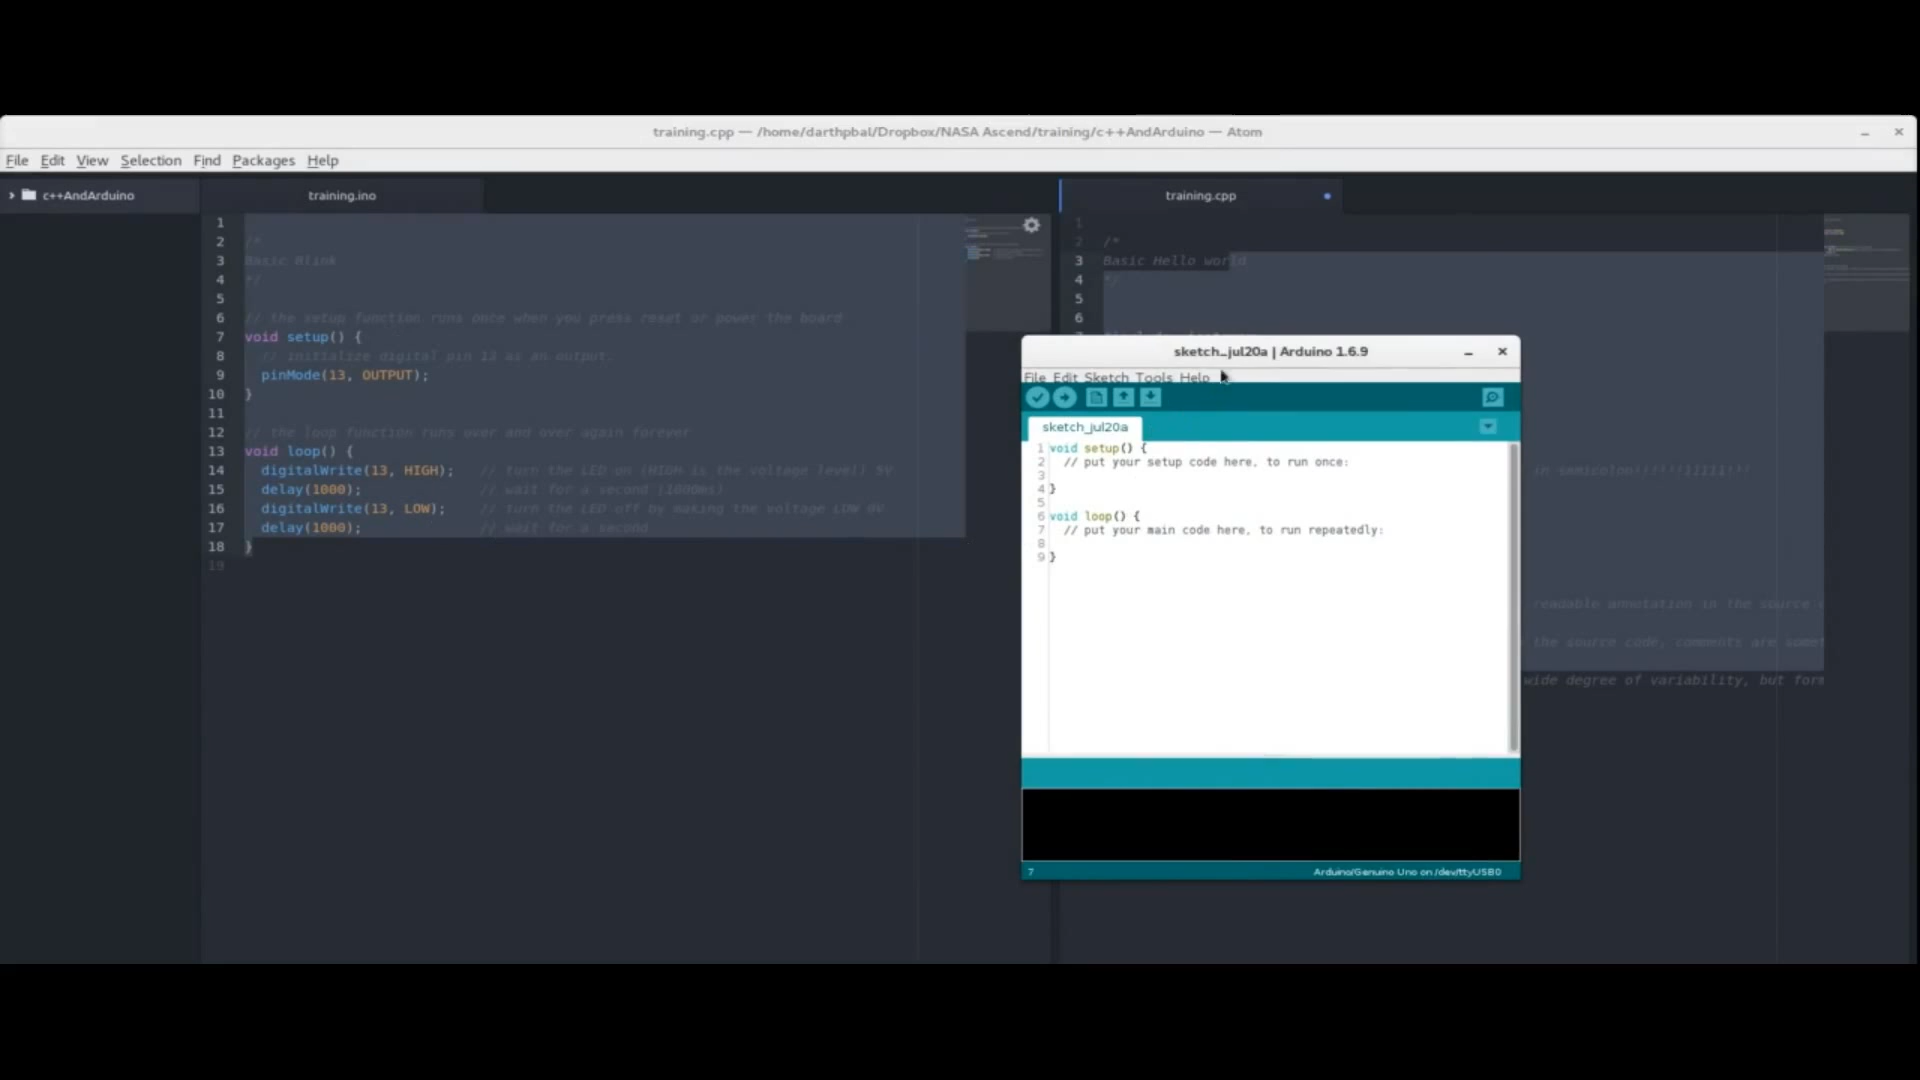 training.cpp — /home/darthpbal/Dropbox/NASA Ascend/training/c++AndArduino — Atom
File Edit View Selection Find Packages Help
c++AndArduino
training.ino
1
2 /*
3 Basic Blink
4 */
5
6 // the setup function runs once when you press reset or power the board
7 void setup() {
8 // initialize digital pin 13 as an output.
9 pinMode(13, OUTPUT);
10 }
11
12 // the loop function runs over and over again forever
13 void loop() {
14 digitalWrite(13, HIGH); // turn the LED on (HIGH is the voltage level) 5V
15 delay(1000); // wait for a second (1000ms)
16 digitalWrite(13, LOW); // turn the LED off by making the voltage LOW 0V
17 delay(1000); // wait for a second
18 }
19
training.cpp
1
2 /*
3 Basic Hello world
4 */
5
6
in semicolon!!!!!!11111!!!
readable annotation in the source
the source code, comments are some
wide degree of variability, but form
sketch_jul20a | Arduino 1.6.9
File Edit Sketch Tools Help
sketch_jul20a
1 void setup() {
2 // put your setup code here, to run once:
3
4 }
5
6 void loop() {
7 // put your main code here, to run repeatedly:
8
9 }
7
Arduino/Genuino Uno on /dev/ttyUSB0